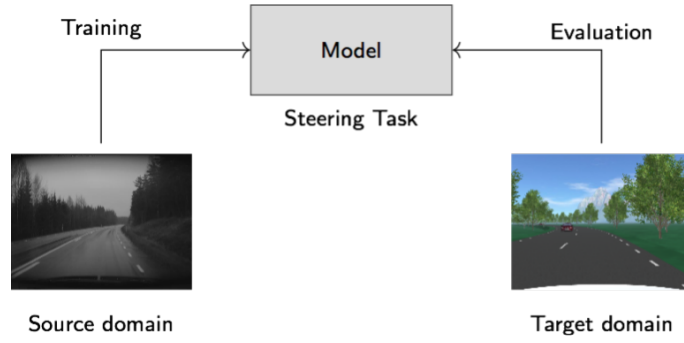 Training
Model
Evaluation
Steering Task
Source domain
Target domain